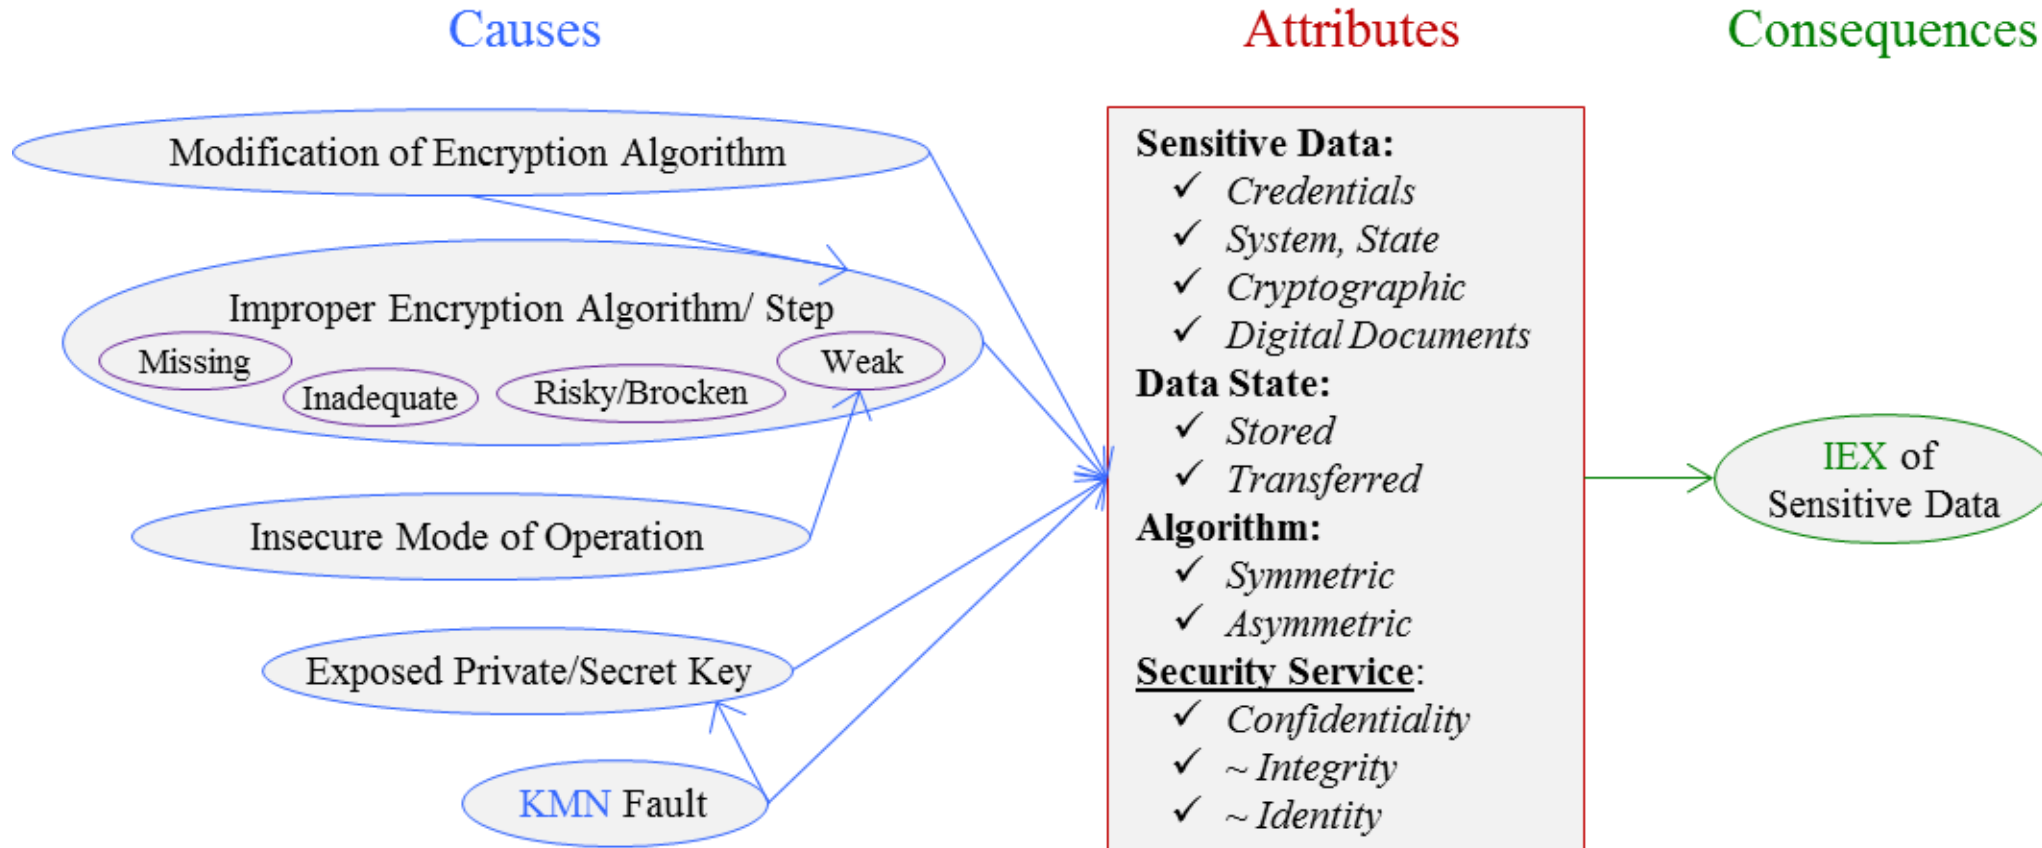 Causes
Attributes
Consequences
Modification of Encryption Algorithm
Improper Encryption Algorithm/ Step
Missing
Inadequate
Risky/Brocken
Weak
Insecure Mode of Operation
Exposed Private/Secret Key
KMN Fault
Sensitive Data:
✓ Credentials
✓ System, State
✓ Cryptographic
✓ Digital Documents
Data State:
✓ Stored
✓ Transferred
Algorithm:
✓ Symmetric
✓ Asymmetric
Security Service:
✓ Confidentiality
✓ ~ Integrity
✓ ~ Identity
IEX of
Sensitive Data